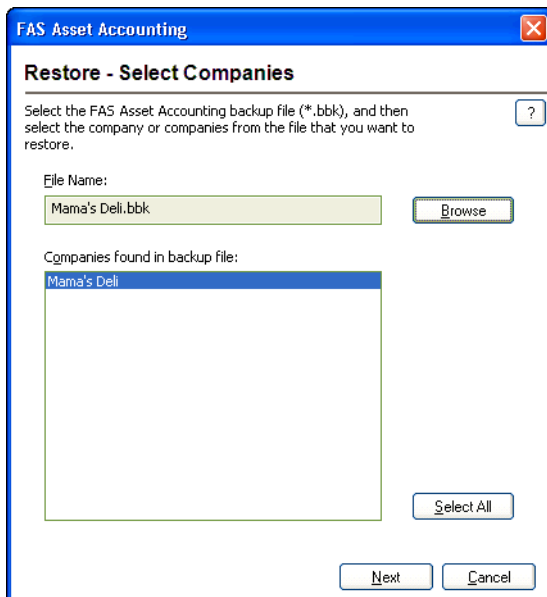 FAS Asset Accounting
Restore - Select Companies
Select the FAS Asset Accounting backup file (*.bbk), and then
select the company or companies from the file that you want to
restore.
?
File Name:
Mama's Deli.bbk
Browse
Companies found in backup file:
Mama's Deli
Select All
Next
Cancel